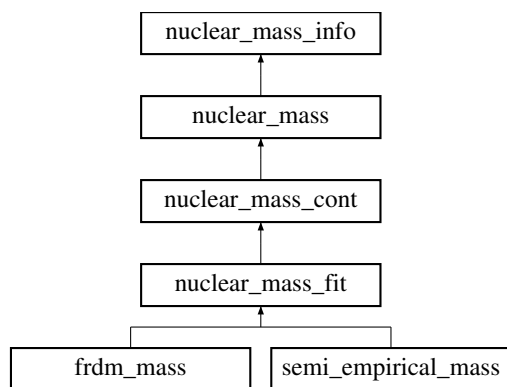 nuclear_mass_info
nuclear_mass
nuclear_mass_cont
nuclear_mass_fit
frdm_mass
semi_empirical_mass